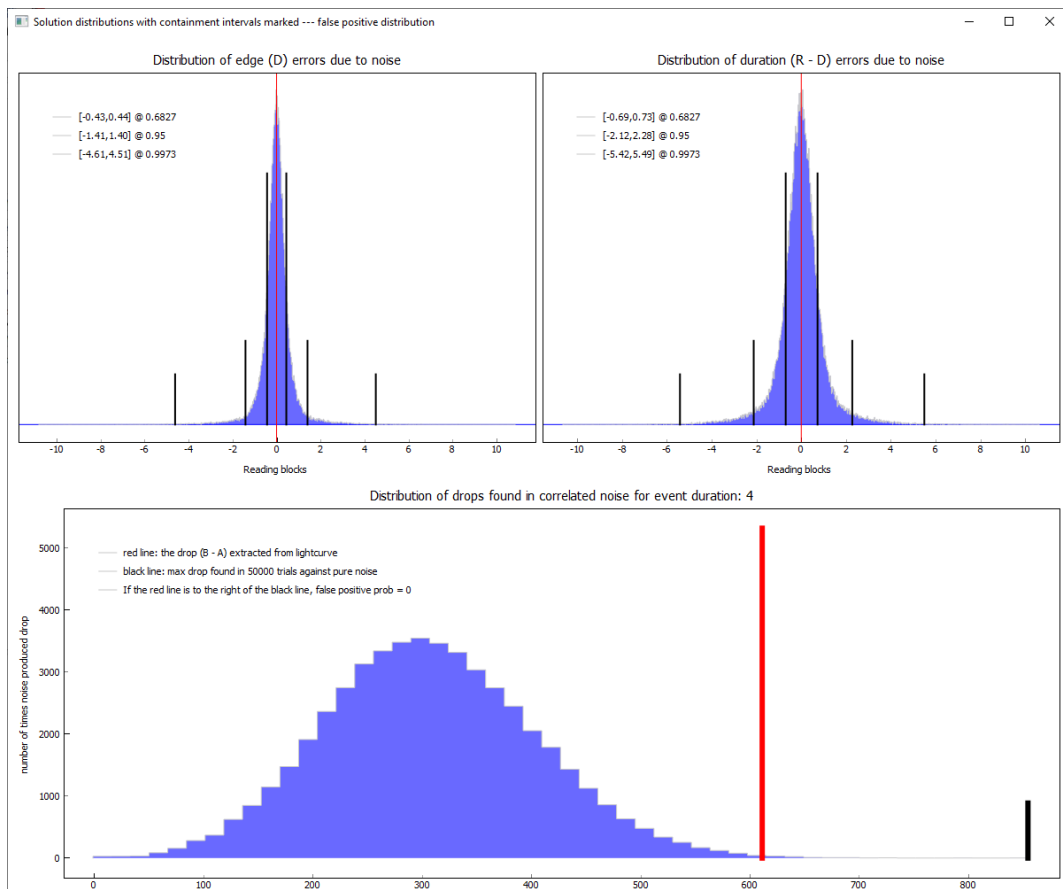 Solution distributions with containment intervals marked --- false positive distribution
Distribution of edge (D) errors due to noise
[-0.43,0.44] @ 0.6827
[-1.41,1.40] @ 0.95
[-4.61,4.51] @ 0.9973
-10 -8 -6 -4 -2 0 2 4 6 8 10
Reading blocks
Distribution of duration (R - D) errors due to noise
[-0.69,0.73] @ 0.6827
[-2.12,2.28] @ 0.95
[-5.42,5.49] @ 0.9973
-10 -8 -6 -4 -2 0 2 4 6 8 10
Reading blocks
Distribution of drops found in correlated noise for event duration: 4
red line: the drop (B - A) extracted from lightcurve
black line: max drop found in 50000 trials against pure noise
If the red line is to the right of the black line, false positive prob = 0
number of times noise produced drop
5000
4000
3000
2000
1000
0
0 100 200 300 400 500 600 700 800